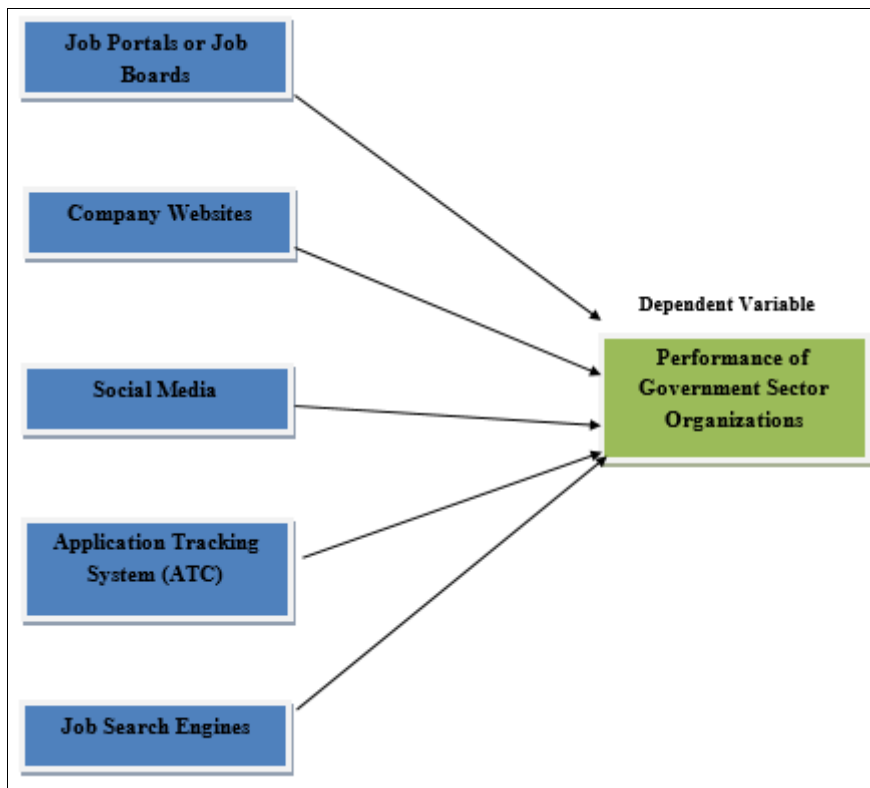 Job Portals or Job
Boards
Company Websites
Social Media
Application Tracking
System (ATC)
Job Search Engines
Dependent Variable
Performance of
Government Sector
Organizations